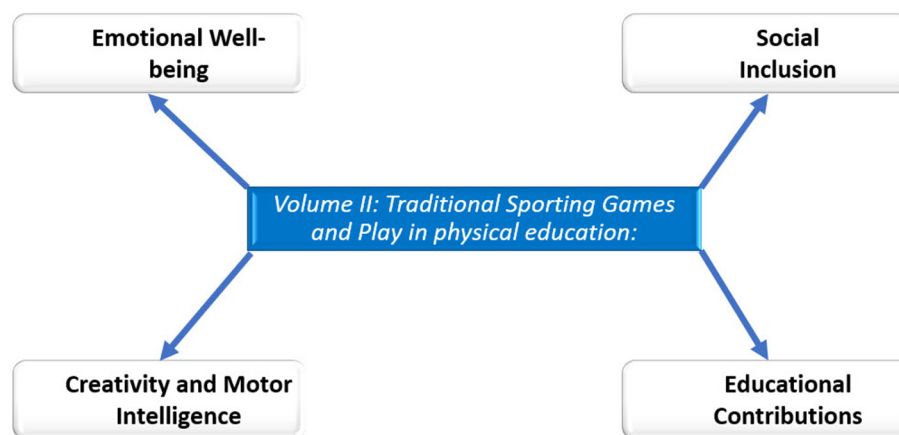 Emotional Well-
being
Social
Inclusion
Volume II: Traditional Sporting Games
and Play in physical education:
Creativity and Motor
Intelligence
Educational
Contributions